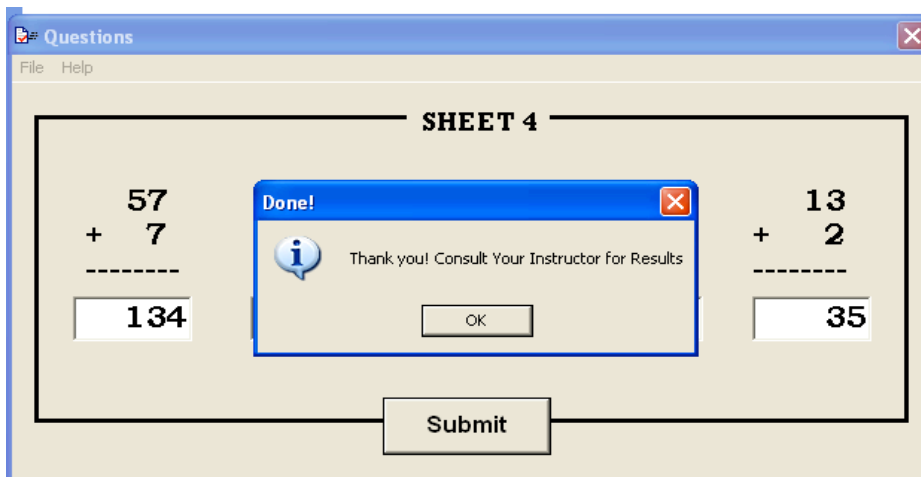 Questions
File Help
SHEET 4
57
+ 7
--------
134
Done!
Thank you! Consult Your Instructor for Results
OK
13
+ 2
--------
35
Submit